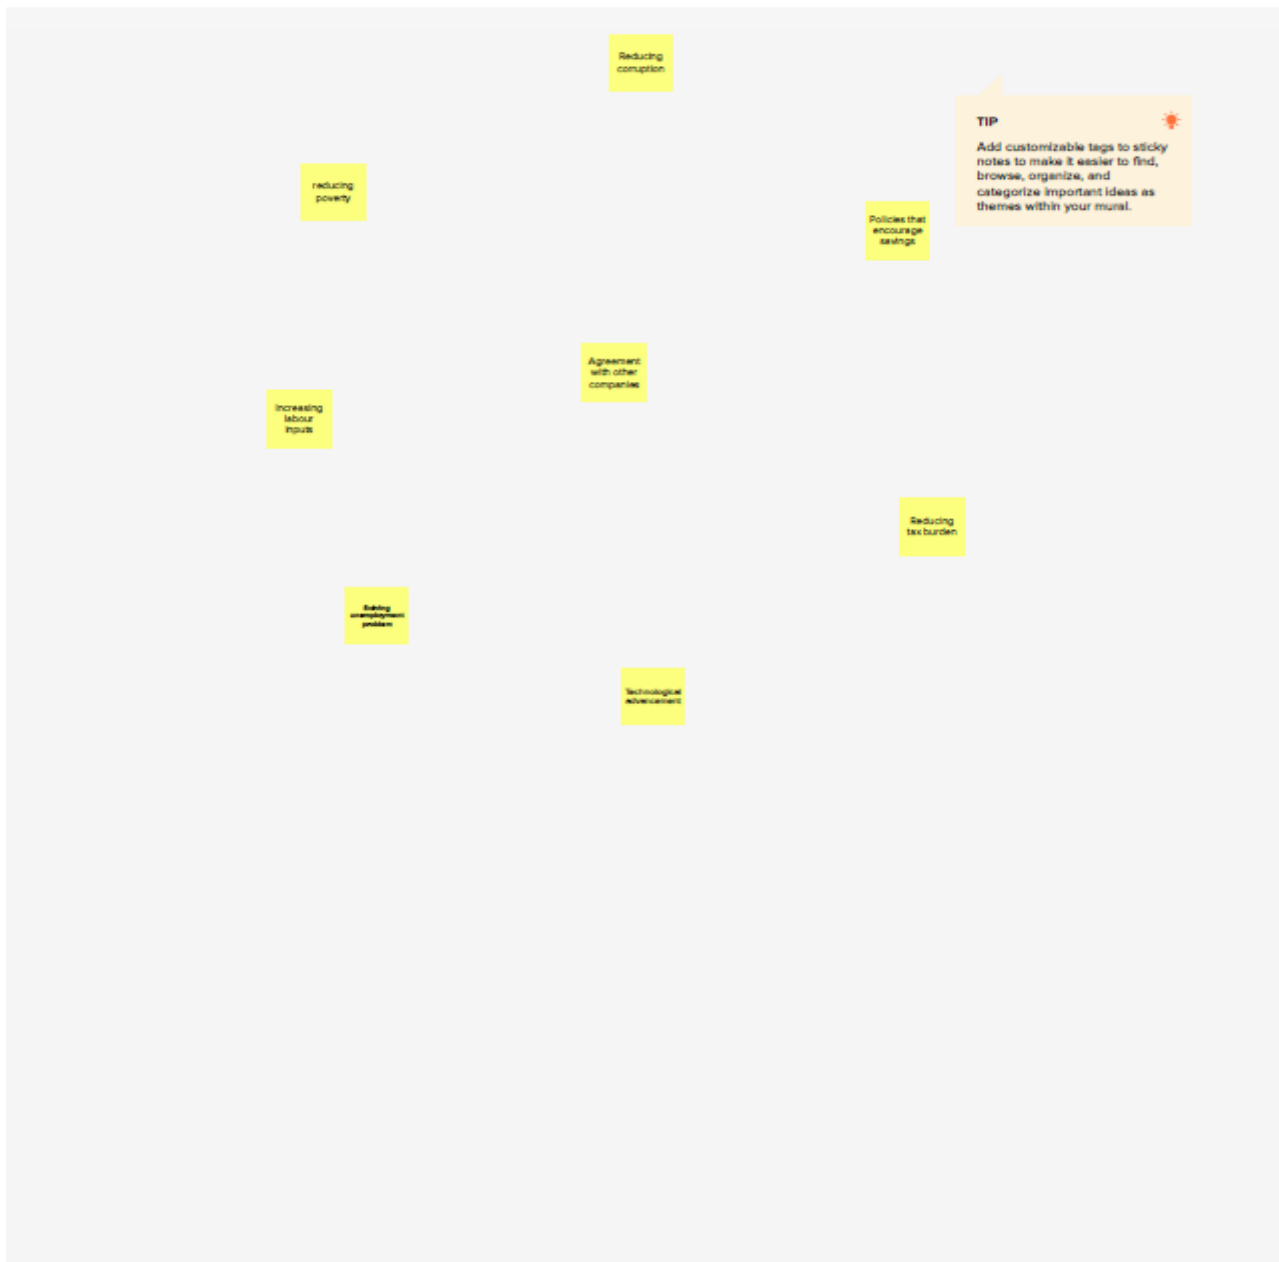 Reducing
corruption
TIP
Add customizable tags to sticky
notes to make it easier to find,
browse, organize, and
categorize important ideas as
themes within your mural.
reducing
poverty
Policies that
encourage
savings
Agreement
with other
companies
Increasing
labour
inputs
Reducing
tax burden
Solving
unemployment
problem
Technological
advancement